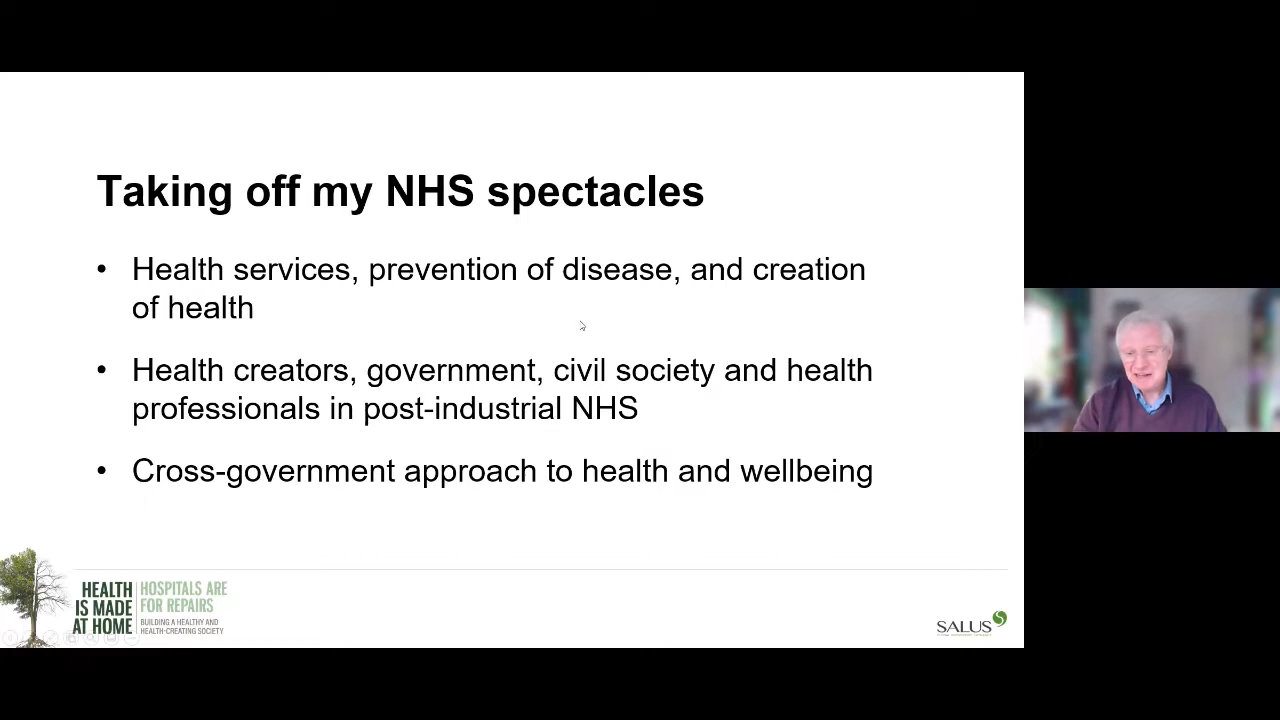 Taking off my NHS spectacles
• Health services, prevention of disease, and creation
of health
• Health creators, government, civil society and health
professionals in post-industrial NHS
• Cross-government approach to health and wellbeing
HEALTH
IS MADE
AT HOME
HOSPITALS ARE
FOR REPAIRS
BUILDING A HEALTHY AND
HEALTH-CREATING SOCIETY
SALUS